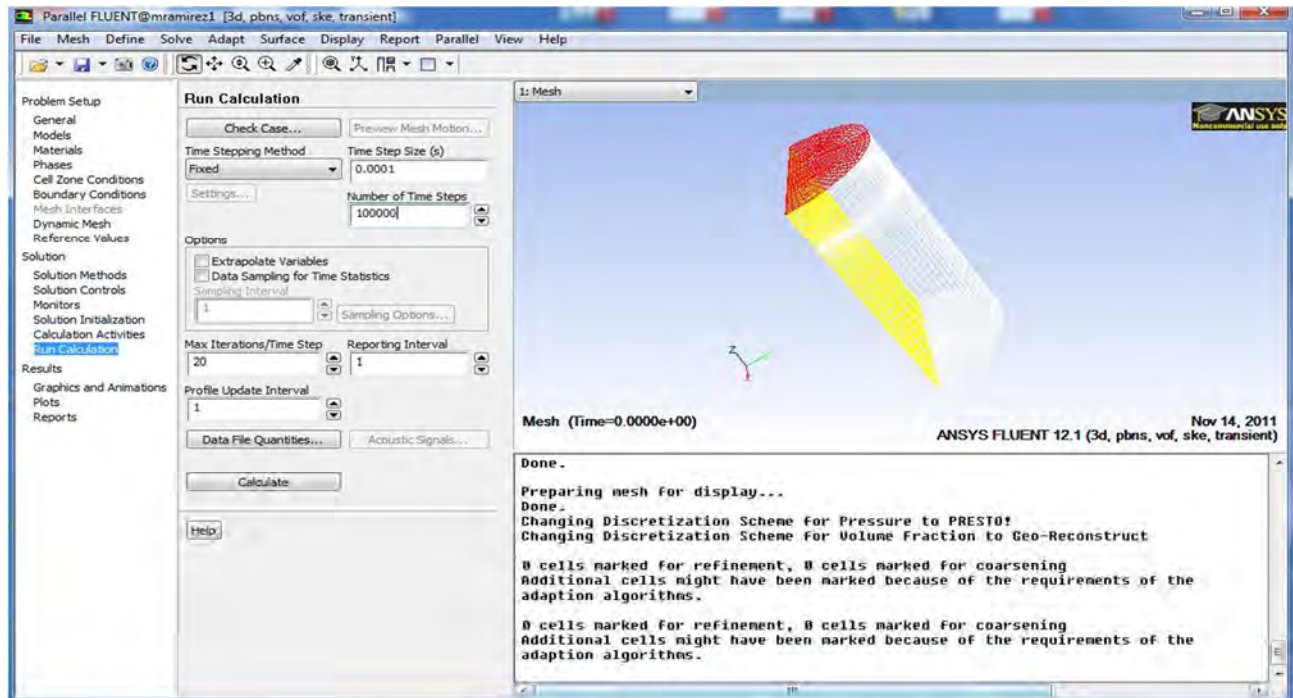 Parallel FLUENT@mramirez1 [3d, pbns, vof, ske, transient]
File Mesh Define Solve Adapt Surface Display Report Parallel View Help
Problem Setup
General
Models
Materials
Phases
Cell Zone Conditions
Boundary Conditions
Mesh Interfaces
Dynamic Mesh
Reference Values
Solution
Solution Methods
Solution Controls
Monitors
Solution Initialization
Calculation Activities
Run Calculation
Results
Graphics and Animations
Plots
Reports
Run Calculation
Check Case... Preview Mesh Motion...
Time Stepping Method Time Step Size (s)
Fixed 0.0001
Settings... Number of Time Steps
100000
Options
Extrapolate Variables
Data Sampling for Time Statistics
Sampling Interval
1 Sampling Options...
Max Iterations/Time Step Reporting Interval
20 1
Profile Update Interval
1
Data File Quantities... Acoustic Signals...
Calculate
Help
1: Mesh
ANSYS
Noncommercial use only
Z
Mesh (Time=0.0000e+00)
Nov 14, 2011
ANSYS FLUENT 12.1 (3d, pbns, vof, ske, transient)
Done.
Preparing mesh for display...
Done.
Changing Discretization Scheme for Pressure to PRESTO!
Changing Discretization Scheme for Volume Fraction to Geo-Reconstruct
0 cells marked for refinement, 0 cells marked for coarsening
Additional cells might have been marked because of the requirements of the
adaption algorithms.
0 cells marked for refinement, 0 cells marked for coarsening
Additional cells might have been marked because of the requirements of the
adaption algorithms.